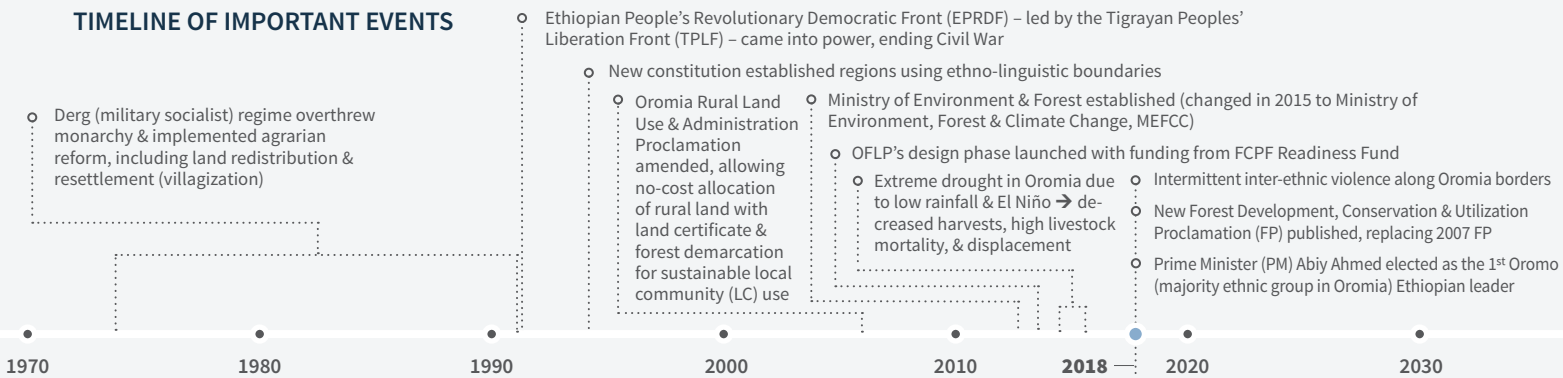 TIMELINE OF IMPORTANT EVENTS
Ethiopian People’s Revolutionary Democratic Front (EPRDF) – led by the Tigrayan Peoples’
Liberation Front (TPLF) – came into power, ending Civil War
New constitution established regions using ethno-linguistic boundaries
Derg (military socialist) regime overthrew
monarchy & implemented agrarian
reform, including land redistribution &
resettlement (villagization)
Oromia Rural Land
Use & Administration
Proclamation
amended, allowing
no-cost allocation
of rural land with
land certificate &
forest demarcation
for sustainable local
community (LC) use
Ministry of Environment & Forest established (changed in 2015 to Ministry of
Environment, Forest & Climate Change, MEFCC)
OFLP’s design phase launched with funding from FCPF Readiness Fund
Extreme drought in Oromia due
to low rainfall & El Niño ➔ de-
creased harvests, high livestock
mortality, & displacement
Intermittent inter-ethnic violence along Oromia borders
New Forest Development, Conservation & Utilization
Proclamation (FP) published, replacing 2007 FP
Prime Minister (PM) Abiy Ahmed elected as the 1st Oromo
(majority ethnic group in Oromia) Ethiopian leader
1970 1980 1990 2000 2010 2018 2020 2030